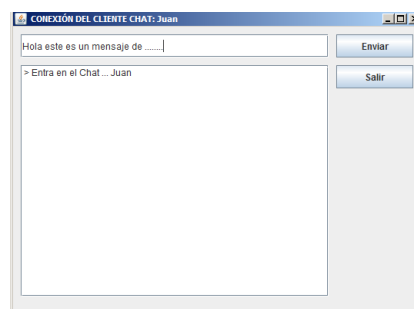 CONEXIÓN DEL CLIENTE CHAT: Juan
Hola este es un mensaje de ........
Enviar
> Entra en el Chat ... Juan
Salir